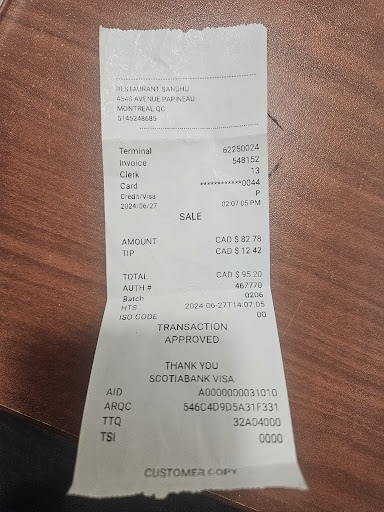 RESTAURANT SANDHU
4543 AVENUE PAPINEAU
MONTREAL QC
5145248685
Terminal 62250024
Invoice 548152
Clerk 13
Card ************0044
Credit/Visa P
2024/06/27 02:07:05 PM
SALE
AMOUNT CAD $ 82.78
TIP CAD $ 12.42
TOTAL CAD $ 95.20
AUTH # 467770
Batch 0206
HTS 2024-06-27T14:07:05
ISO CODE 00
TRANSACTION
APPROVED
THANK YOU
SCOTIABANK VISA
AID A0000000031010
ARQC 546C4D9D5A31F331
TTQ 32A04000
TSI 0000
CUSTOMER COPY